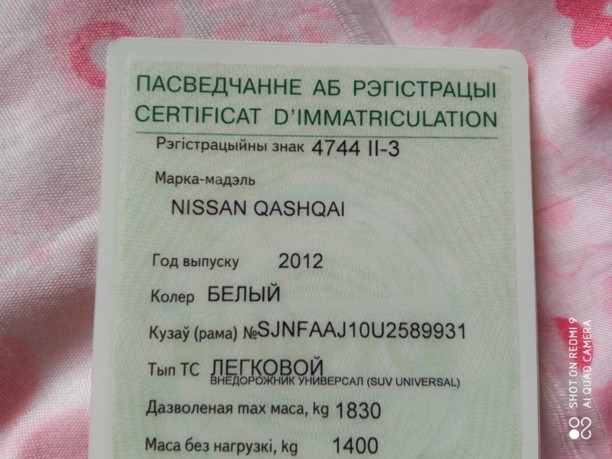 ПАСВЕДЧАННЕ АБ РЭГІСТРАЦЫІ
CERTIFICAT D'IMMATRICULATION
Рэгістрацыйны знак 4744 II-3
Марка-мадэль
NISSAN QASHQAI
Год выпуску 2012
Колер БЕЛЫЙ
Кузаў (рама) №SJNFAAJ10U2589931
Тып ТС ЛЕГКОВОЙ
ВНЕДОРОЖНИК УНИВЕРСАЛ (SUV UNIVERSAL)
Дазволеная max маса, kg 1830
Маса без нагрузкі, kg 1400
SHOT ON REDMI 9
AI QUAD CAMERA